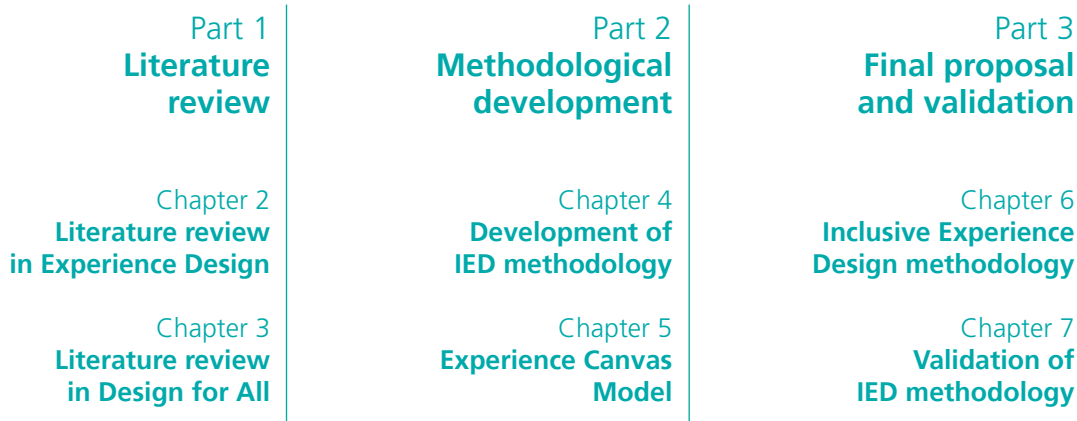 Part 1
Literature
review
Chapter 2
Literature review
in Experience Design
Chapter 3
Literature review
in Design for All
Part 2
Methodological
development
Chapter 4
Development of
IED methodology
Chapter 5
Experience Canvas
Model
Part 3
Final proposal
and validation
Chapter 6
Inclusive Experience
Design methodology
Chapter 7
Validation of
IED methodology